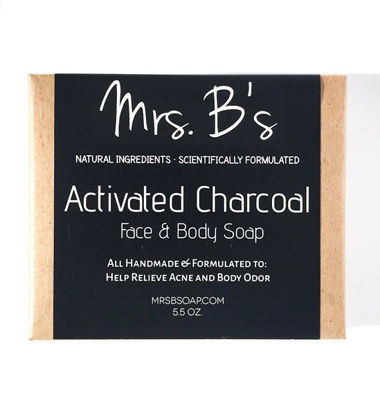 Mrs. B's
NATURAL INGREDIENTS · SCIENTIFICALLY FORMULATED
Activated Charcoal
Face & Body Soap
ALL HANDMADE & FORMULATED TO:
HELP RELIEVE ACNE AND BODY ODOR
MRSBSOAP.COM
5.5 OZ.